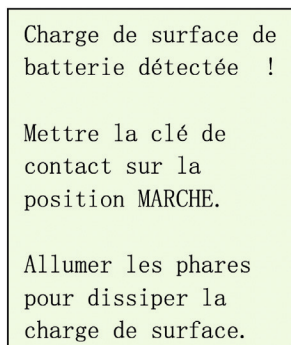 Charge de surface de
batterie détectée !
Mettre la clé de
contact sur la
position MARCHE.
Allumer les phares
pour dissiper la
charge de surface.